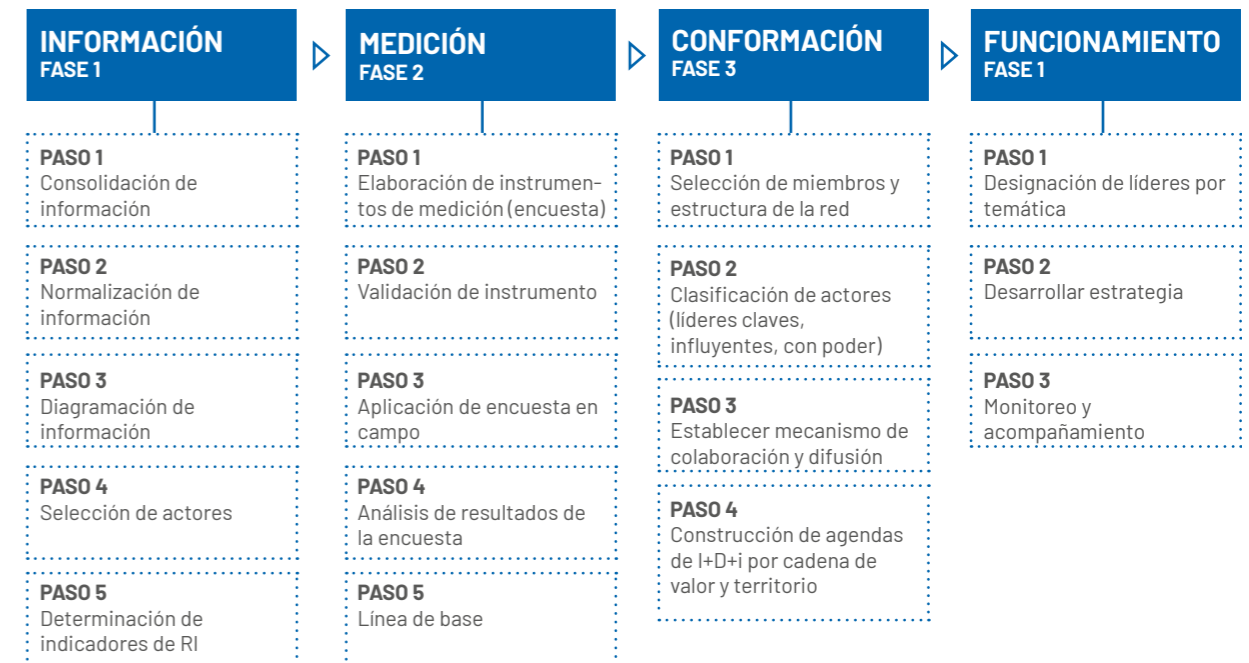 INFORMACIÓN
FASE 1
PASO 1
Consolidación de
información
PASO 2
Normalización de
información
PASO 3
Diagramación de
información
PASO 4
Selección de actores
PASO 5
Determinación de
indicadores de RI
MEDICIÓN
FASE 2
PASO 1
Elaboración de instrumen-
tos de medición (encuesta)
PASO 2
Validación de instrumento
PASO 3
Aplicación de encuesta en
campo
PASO 4
Análisis de resultados de
la encuesta
PASO 5
Línea de base
CONFORMACIÓN
FASE 3
PASO 1
Selección de miembros y
estructura de la red
PASO 2
Clasificación de actores
(líderes claves,
influyentes, con poder)
PASO 3
Establecer mecanismo de
colaboración y difusión
PASO 4
Construcción de agendas
de I+D+i por cadena de
valor y territorio
FUNCIONAMIENTO
FASE 1
PASO 1
Designación de líderes por
temática
PASO 2
Desarrollar estrategia
PASO 3
Monitoreo y
acompañamiento